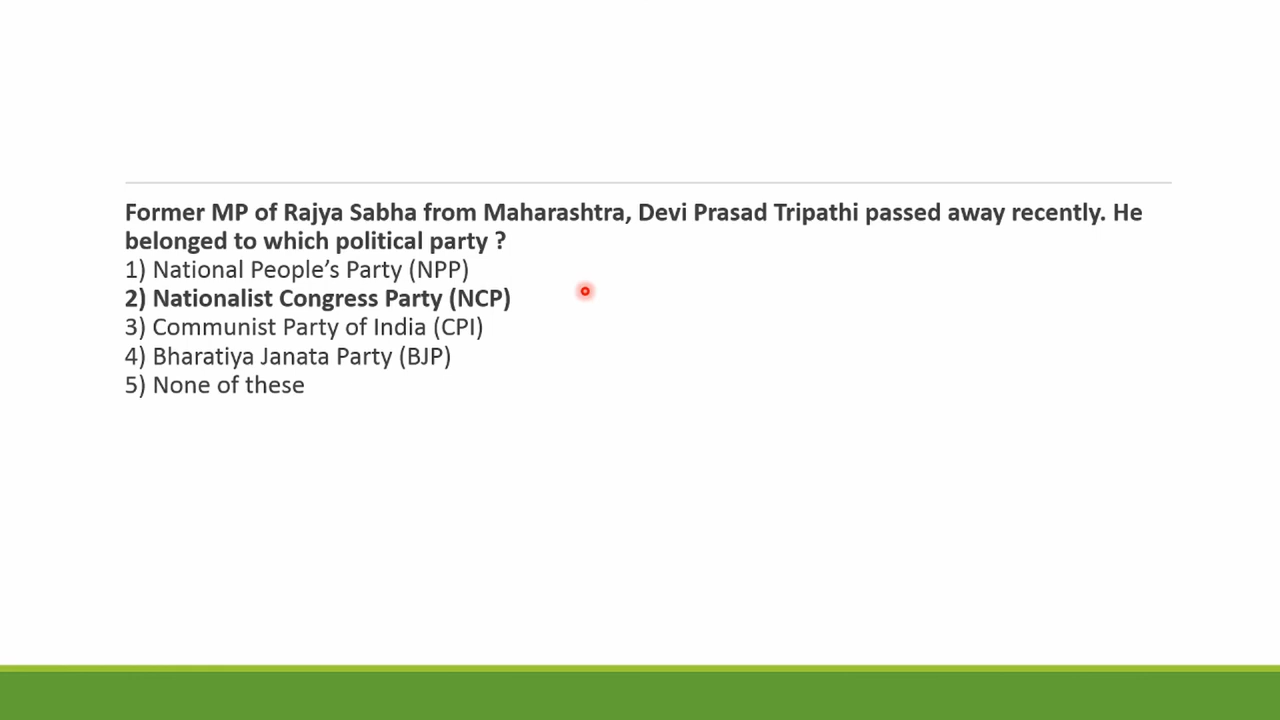 Former MP of Rajya Sabha from Maharashtra, Devi Prasad Tripathi passed away recently. He
belonged to which political party ?
1) National People’s Party (NPP)
2) Nationalist Congress Party (NCP)
3) Communist Party of India (CPI)
4) Bharatiya Janata Party (BJP)
5) None of these